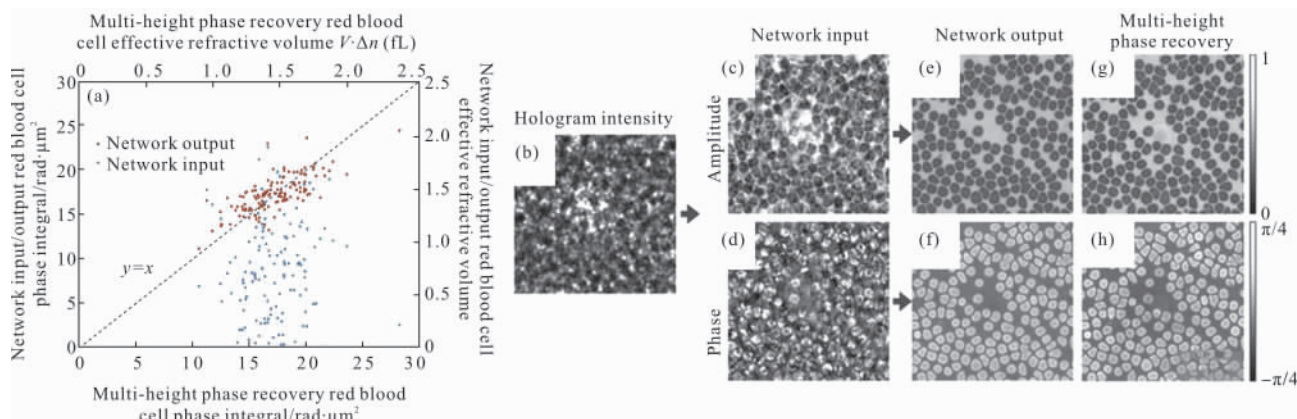 Multi-height phase recovery red blood
cell effective refractive volume V·Δn (fL)
0 0.5 1.0 1.5 2.0 2.5
30
25
20
15
10
5
0
(a)
Network output
Network input
y=x
Network input/output red blood cell
phase integral/rad·μm²
2.5
2.0
1.5
1.0
0.5
0
Network input/output red blood cell
effective refractive volume
0 5 10 15 20 25 30
Multi-height phase recovery red blood
cell phase integral/rad·μm²
Hologram intensity
(b)
Network input
Network output
Multi-height
phase recovery
Amplitude
(c)
(e)
(g)
1
0
Phase
(d)
(f)
(h)
π/4
−π/4